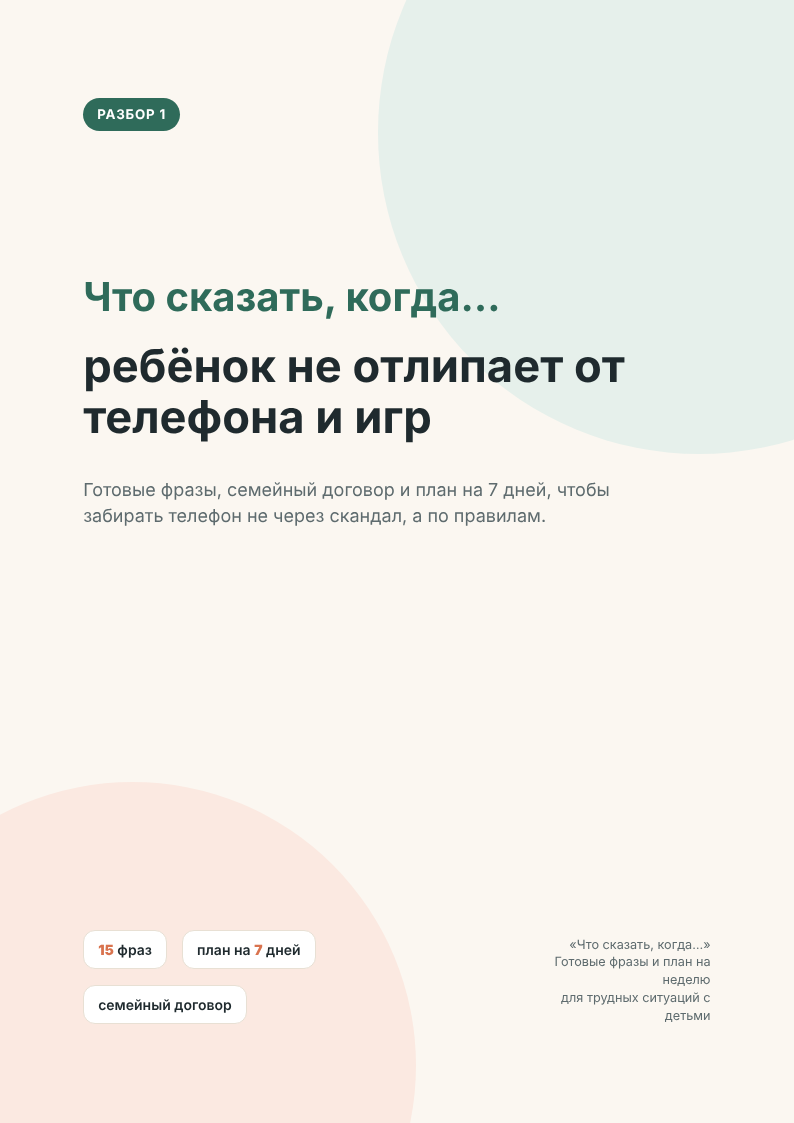 РАЗБОР 1
Что сказать, когда…
ребёнок не отлипает от
телефона и игр
Готовые фразы, семейный договор и план на 7 дней, чтобы
забирать телефон не через скандал, а по правилам.
15 фраз
план на 7 дней
семейный договор
«Что сказать, когда…»
Готовые фразы и план на
неделю
для трудных ситуаций с
детьми